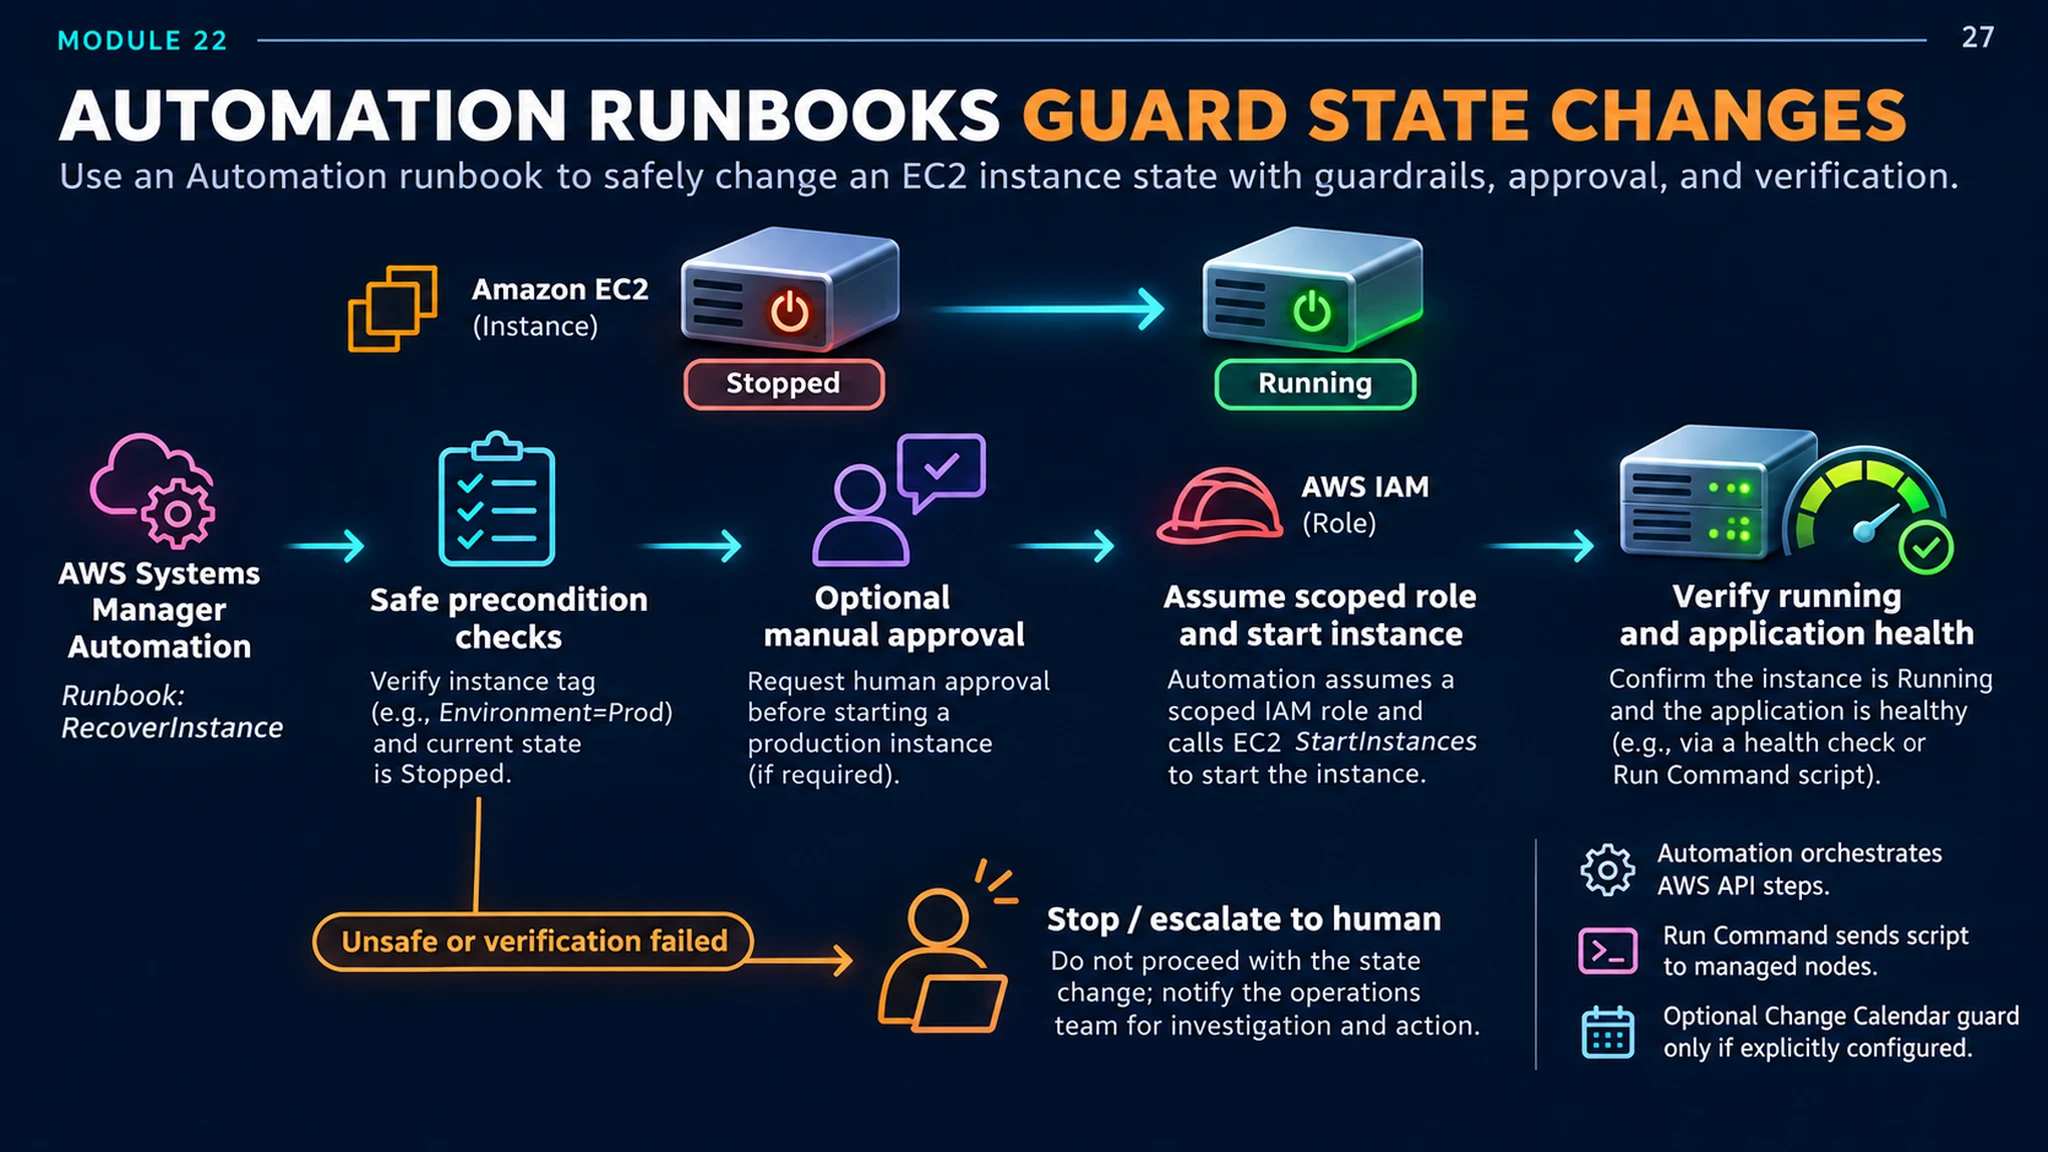 MODULE 22
27
AUTOMATION RUNBOOKS GUARD STATE CHANGES
Use an Automation runbook to safely change an EC2 instance state with guardrails, approval, and verification.
Amazon EC2
(Instance)
Stopped
Running
AWS Systems
Manager
Automation
Runbook:
RecoverInstance
Safe precondition
checks
Verify instance tag
(e.g., Environment=Prod)
and current state
is Stopped.
Optional
manual approval
Request human approval
before starting a
production instance
(if required).
AWS IAM
(Role)
Assume scoped role
and start instance
Automation assumes a
scoped IAM role and
calls EC2 StartInstances
to start the instance.
Verify running
and application health
Confirm the instance is Running
and the application is healthy
(e.g., via a health check or
Run Command script).
Unsafe or verification failed
Stop / escalate to human
Do not proceed with the state
change; notify the operations
team for investigation and action.
Automation orchestrates
AWS API steps.
Run Command sends script
to managed nodes.
Optional Change Calendar guard
only if explicitly configured.